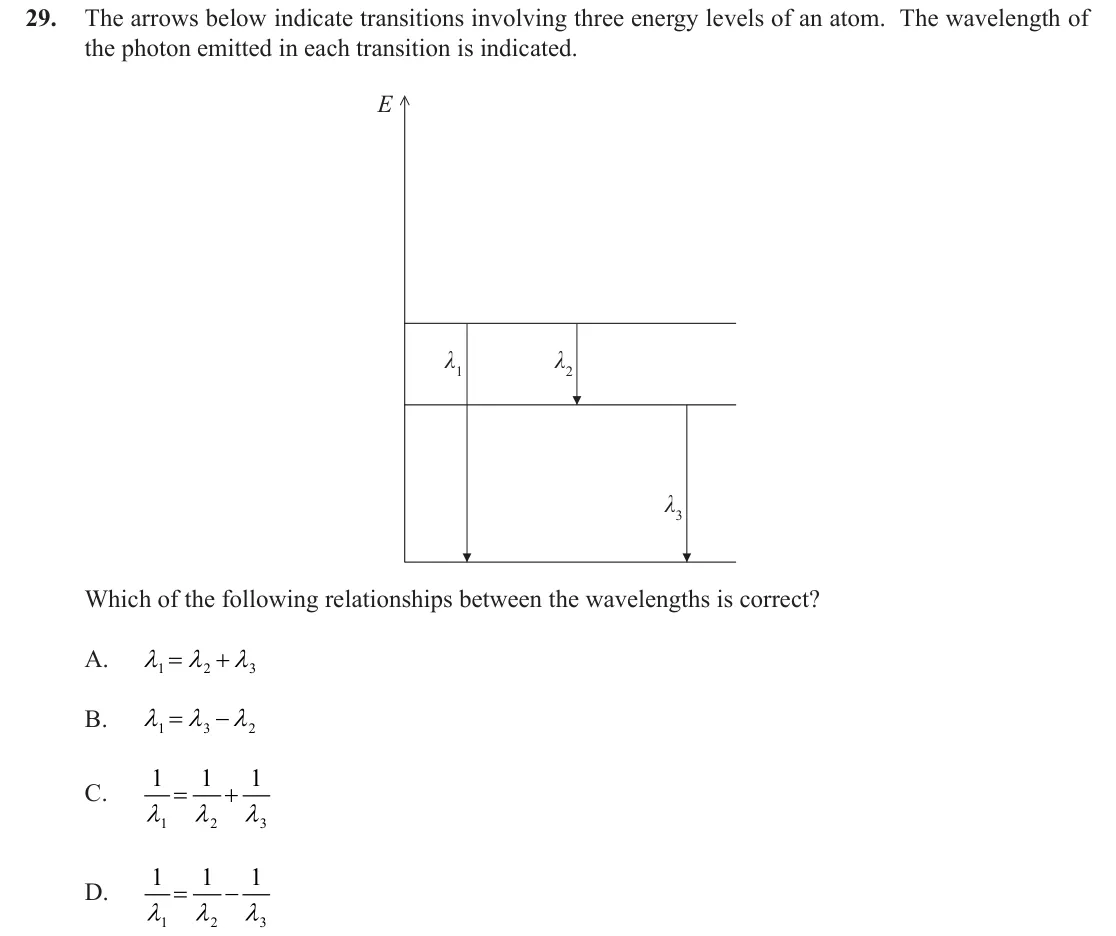 29. The arrows below indicate transitions involving three energy levels of an atom. The wavelength of
the photon emitted in each transition is indicated.
E
λ₁ λ₂
λ₃
Which of the following relationships between the wavelengths is correct?
A. λ₁ = λ₂ + λ₃
B. λ₁ = λ₃ − λ₂
C. 1/λ₁ = 1/λ₂ + 1/λ₃
D. 1/λ₁ = 1/λ₂ − 1/λ₃